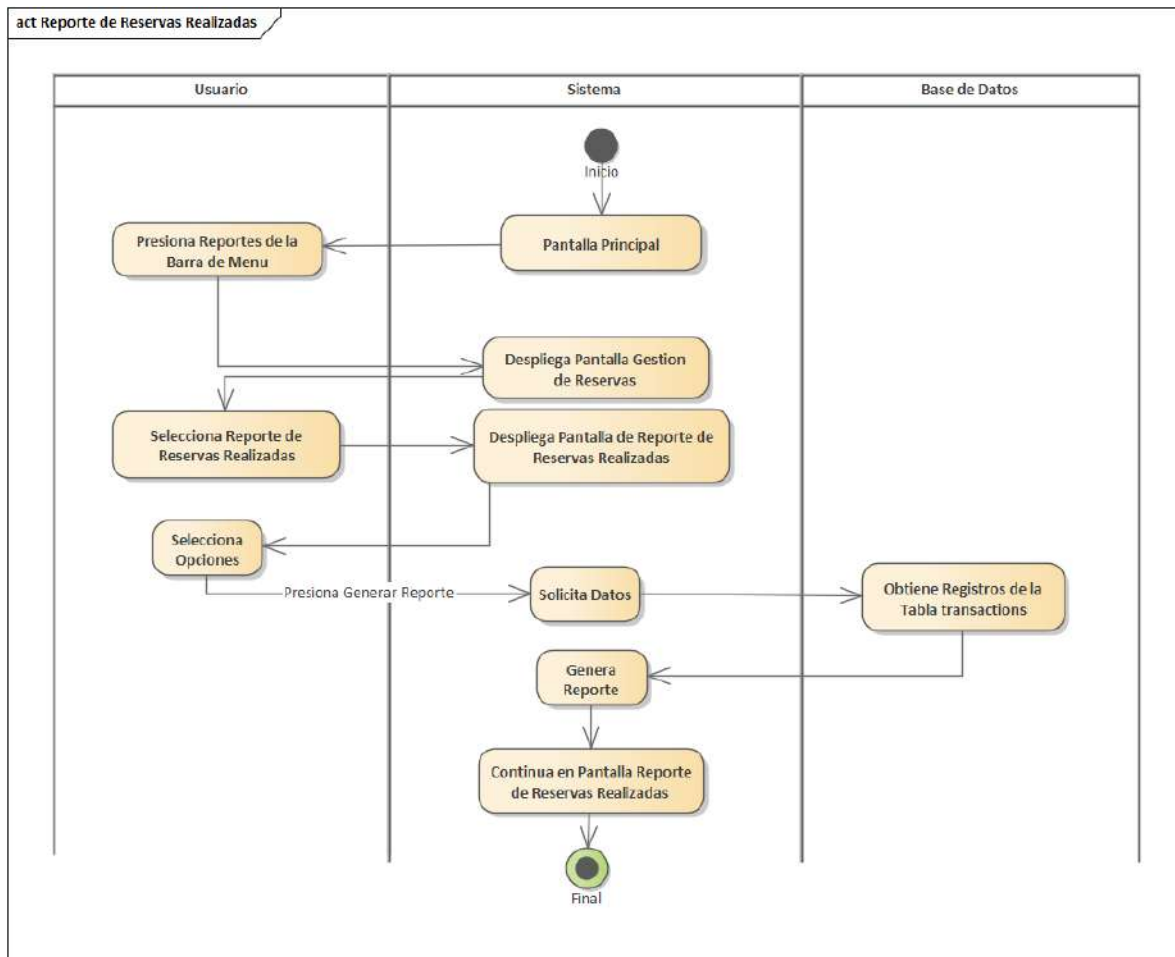 act Reporte de Reservas Realizadas
Usuario
Sistema
Base de Datos
Inicio
Pantalla Principal
Presiona Reportes de la
Barra de Menu
Despliega Pantalla Gestion
de Reservas
Selecciona Reporte de
Reservas Realizadas
Despliega Pantalla de Reporte de
Reservas Realizadas
Selecciona
Opciones
Presiona Generar Reporte
Solicita Datos
Obtiene Registros de la
Tabla transactions
Genera
Reporte
Continua en Pantalla Reporte
de Reservas Realizadas
Final